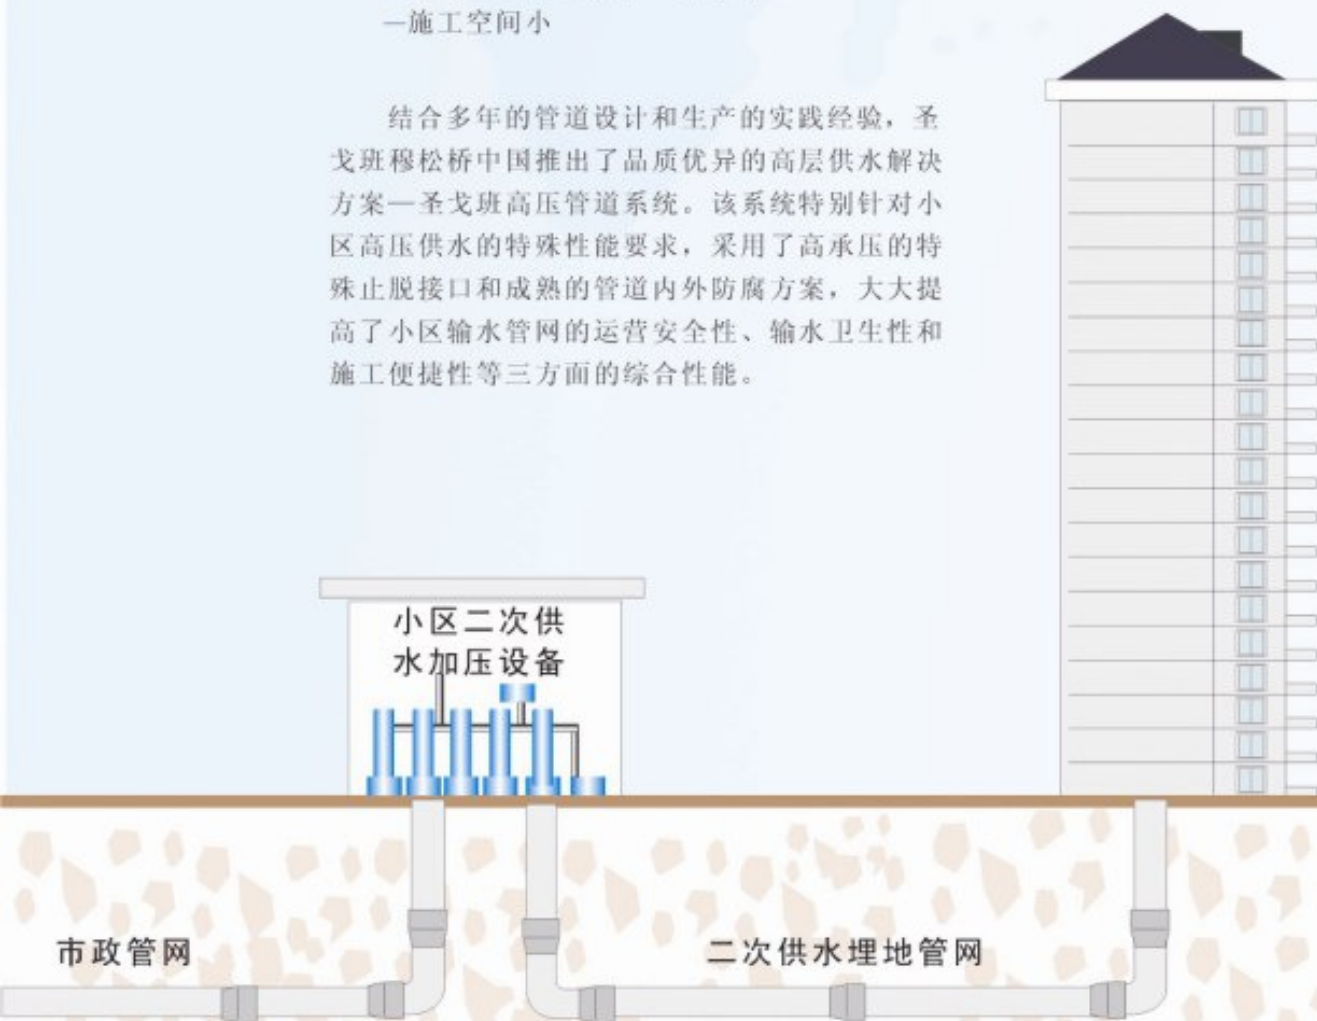 —施工空间小
结合多年的管道设计和生产的实践经验，圣
戈班穆松桥中国推出了品质优异的高层供水解决
方案—圣戈班高压管道系统。该系统特别针对小
区高压供水的特殊性能要求，采用了高承压的特
殊止脱接口和成熟的管道内外防腐方案，大大提
高了小区输水管网的运营安全性、输水卫生性和
施工便捷性等三方面的综合性能。
小区二次供
水加压设备
市政管网
二次供水埋地管网